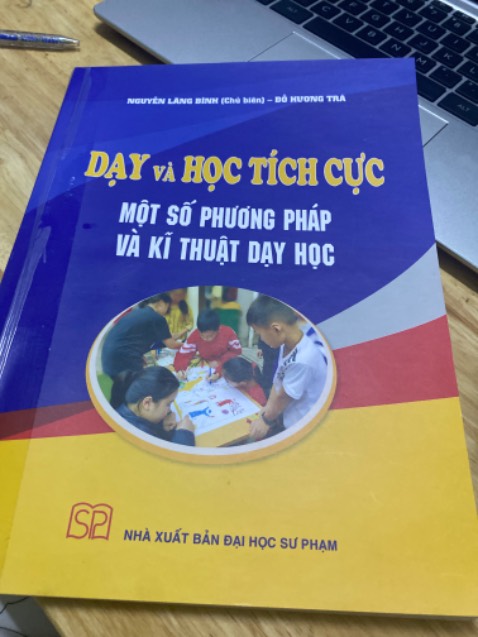 NGUYỄN LĂNG BÌNH (Chủ biên) – ĐỖ HƯƠNG TRÀ
DẠY VÀ HỌC TÍCH CỰC
MỘT SỐ PHƯƠNG PHÁP
VÀ KĨ THUẬT DẠY HỌC
SP
NHÀ XUẤT BẢN ĐẠI HỌC SƯ PHẠM